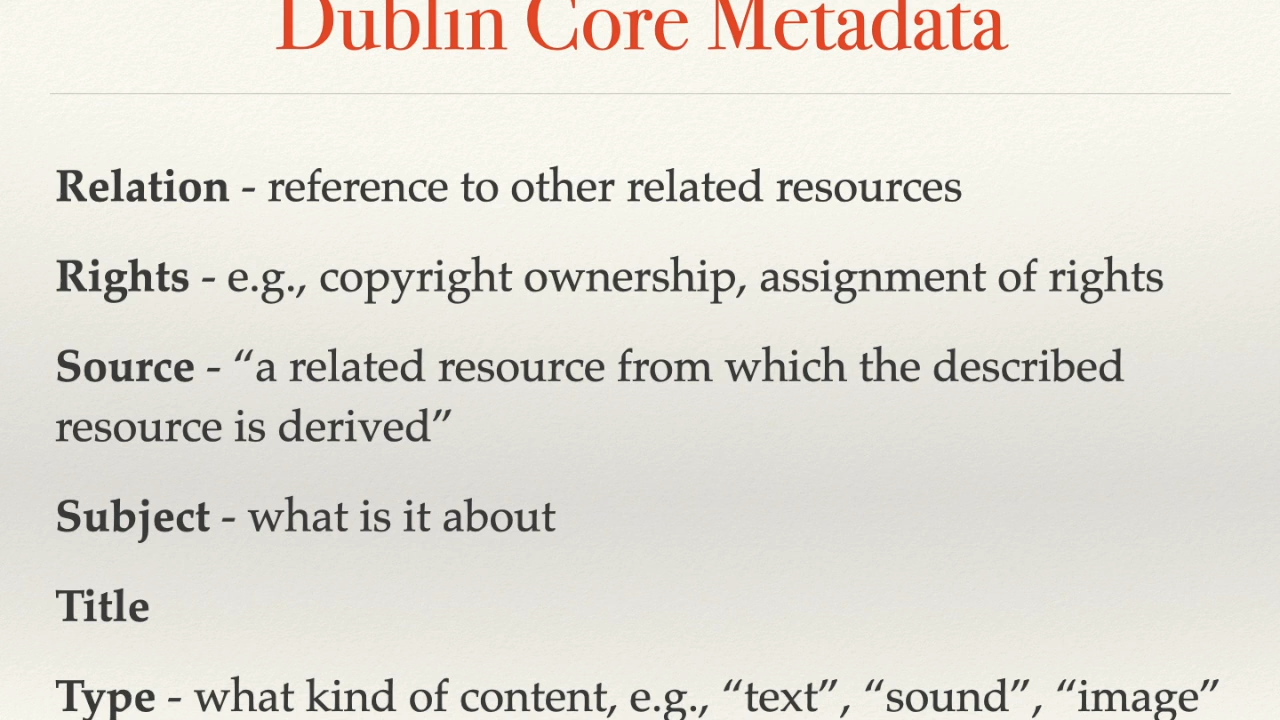 Dublin Core Metadata
Relation - reference to other related resources
Rights - e.g., copyright ownership, assignment of rights
Source - “a related resource from which the described
resource is derived”
Subject - what is it about
Title
Type - what kind of content, e.g., “text”, “sound”, “image”